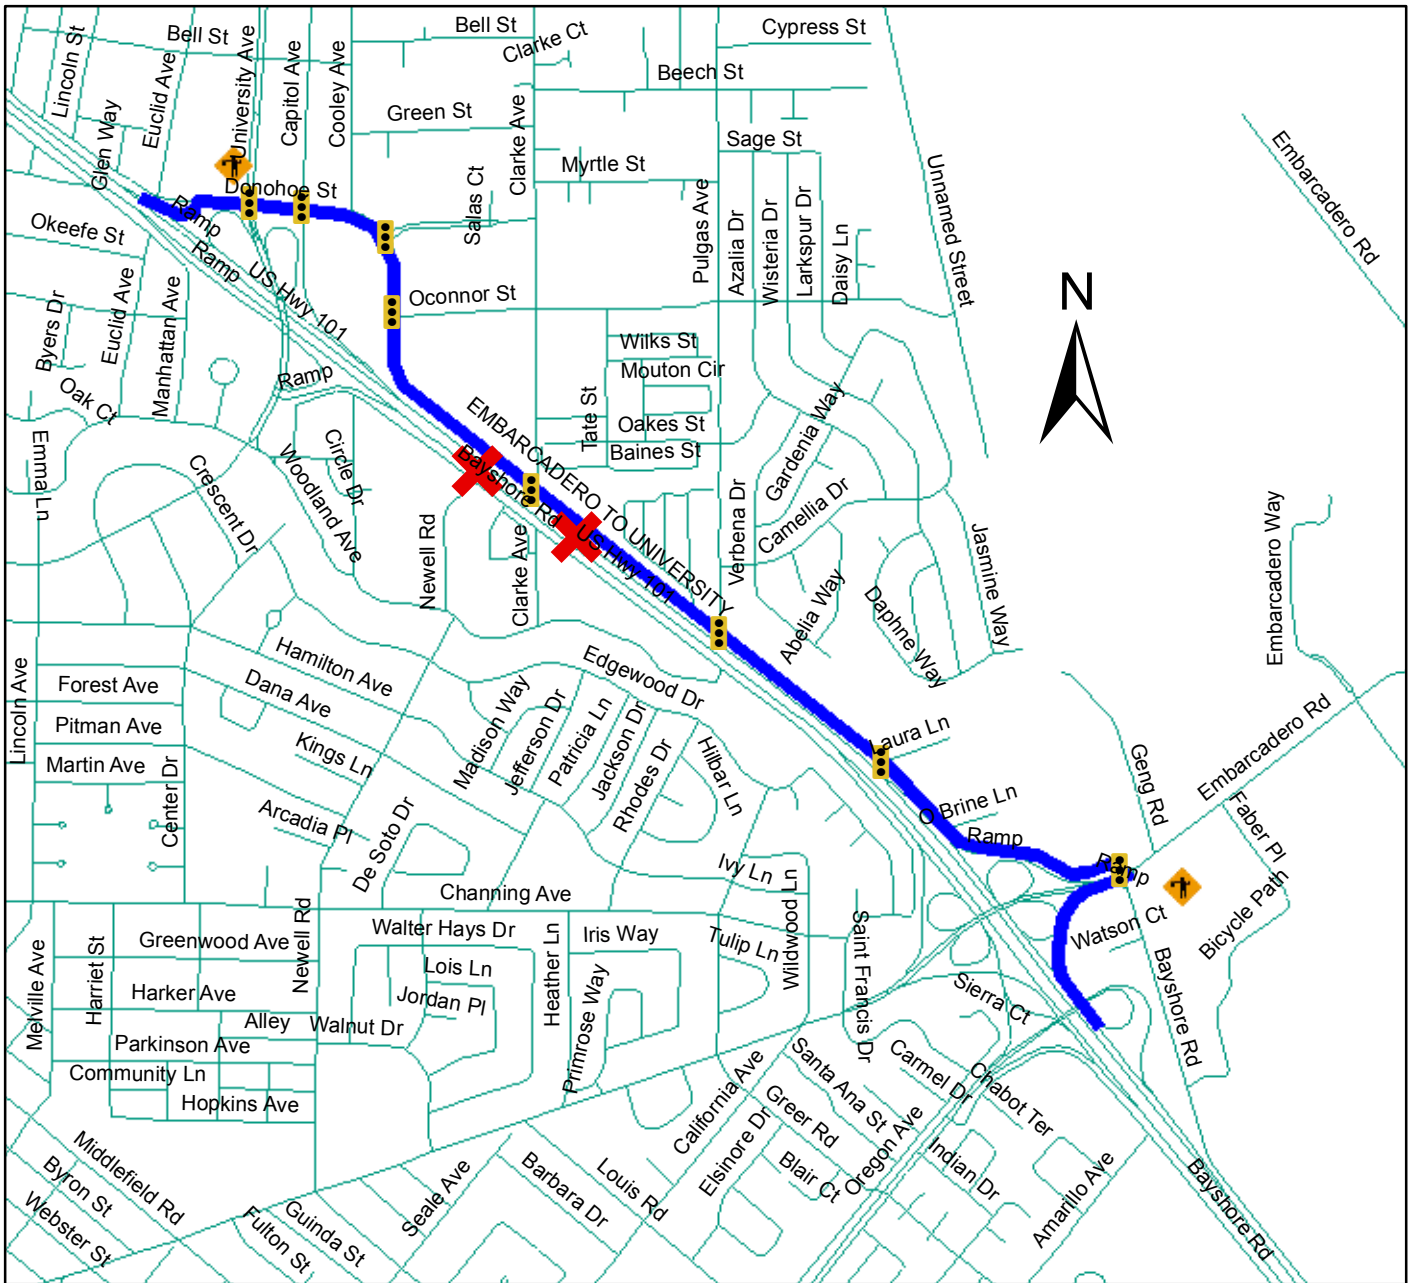 Bell St
Cypress St
Bell St
Clarke Ct
Lincoln St
University Ave
Capitol Ave
Cooley Ave
Euclid Ave
Beech St
Glen Way
Green St
Clarke Ave
Sage St
Embarcadero Rd
Myrtle St
Unnamed Street
Donohoe St
Sallas Ct
Ramp
Pulgas Ave
Azalia Dr
Wisteria Dr
Larkspur Dr
Daisy Ln
Okeefe St
Ramp
US Hwy 101
Oconnor St
N
Byers Dr
Euclid Ave
Manhattan Ave
Wilks St
Mouton Cir
Ramp
Oak Ct
Tate St
Oakes St
Gardenia Way
EMBARCADERO TO UNIVERSITY
Baines St
Emma Ln
Crescent Dr
Woodland Ave
Circle Dr
Bayshore Rd
US Hwy 101
Newell Rd
Clarke Ave
Verbena Dr
Camellia Dr
Jasmine Way
Embarcadero Way
Abelia Way
Daphne Way
Hamilton Ave
Edgewood Dr
Lincoln Ave
Forest Ave
Dana Ave
Pitman Ave
Madison Way
Jefferson Dr
Patricia Ln
Jackson Dr
Rhodes Dr
Hilbar Ln
Laura Ln
Embarcadero Rd
Geng Rd
Martin Ave
Kings Ln
Center Dr
Arcadia Pl
De Soto Dr
O Brine Ln
Ramp
Faber Pl
Ramp
Ivy Ln
Channing Ave
Wildwood Ln
Bicycle Path
Watson Ct
Newell Rd
Melville Ave
Harriet St
Greenwood Ave
Walter Hays Dr
Heather Ln
Iris Way
Tulip Ln
Saint Francis Dr
Bayshore Rd
Lois Ln
Jordan Pl
Primrose Way
Harker Ave
Alley
Walnut Dr
Sierra Ct
Parkinson Ave
Community Ln
Hopkins Ave
California Ave
Santa Ana St
Carmel Dr
Chabot Ter
Greer Rd
Elsinore Dr
Blair Ct
Oregon Ave
Indian Dr
Amarillo Ave
Bayshore Rd
Middlefield Rd
Byron St
Webster St
Fulton St
Guinda St
Seale Ave
Barbara Dr
Louis Rd